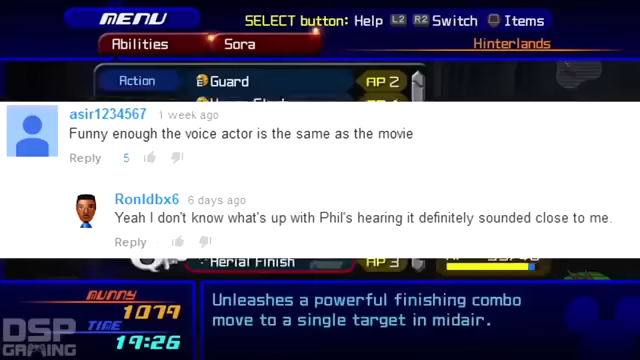 MENU
SELECT button: Help L2 R2 Switch Items
Abilities Sora
Hinterlands
Action
Guard AP 2
asir1234567 1 week ago
Funny enough the voice actor is the same as the movie
Reply 5
Ronldbx6 6 days ago
Yeah I don't know what's up with Phil's hearing it definitely sounded close to me.
Reply
Aerial Finish AP 3
MUNNY
1079
TIME
19:26
Unleashes a powerful finishing combo
move to a single target in midair.
DSP
GAMING